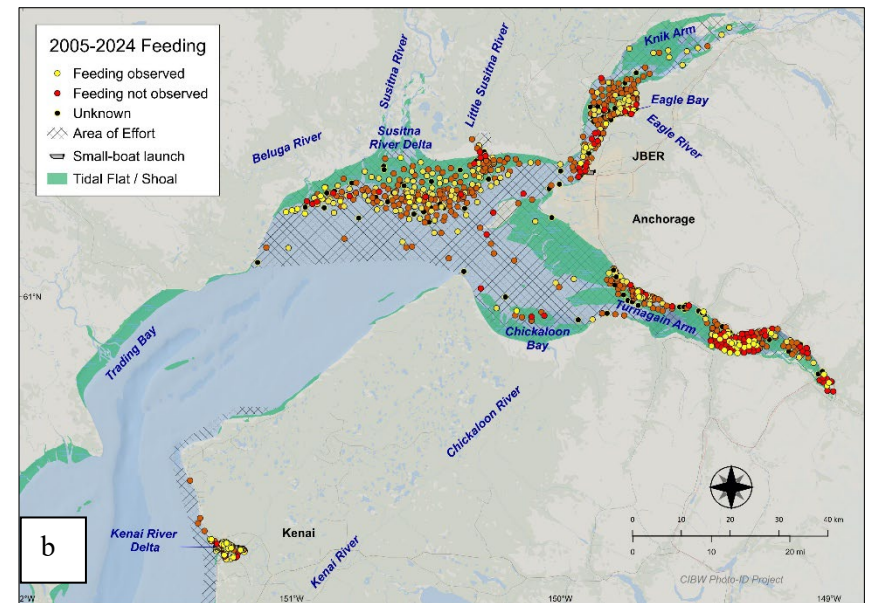 2005-2024 Feeding
Feeding observed
Feeding not observed
Unknown
Area of Effort
Small-boat launch
Tidal Flat / Shoal
Knik Arm
Susitna River
Little Susitna River
Eagle Bay
Eagle River
Beluga River
Susitna
River Delta
JBER
Anchorage
61°N
Turnagain Arm
Trading Bay
Chickaloon
Bay
Chickaloon River
0 10 20 30 40 km
0 10 20 mi
b
Kenai River
Delta
Kenai
Kenai River
CIBW Photo-ID Project
2°W
151°W
150°W
149°W